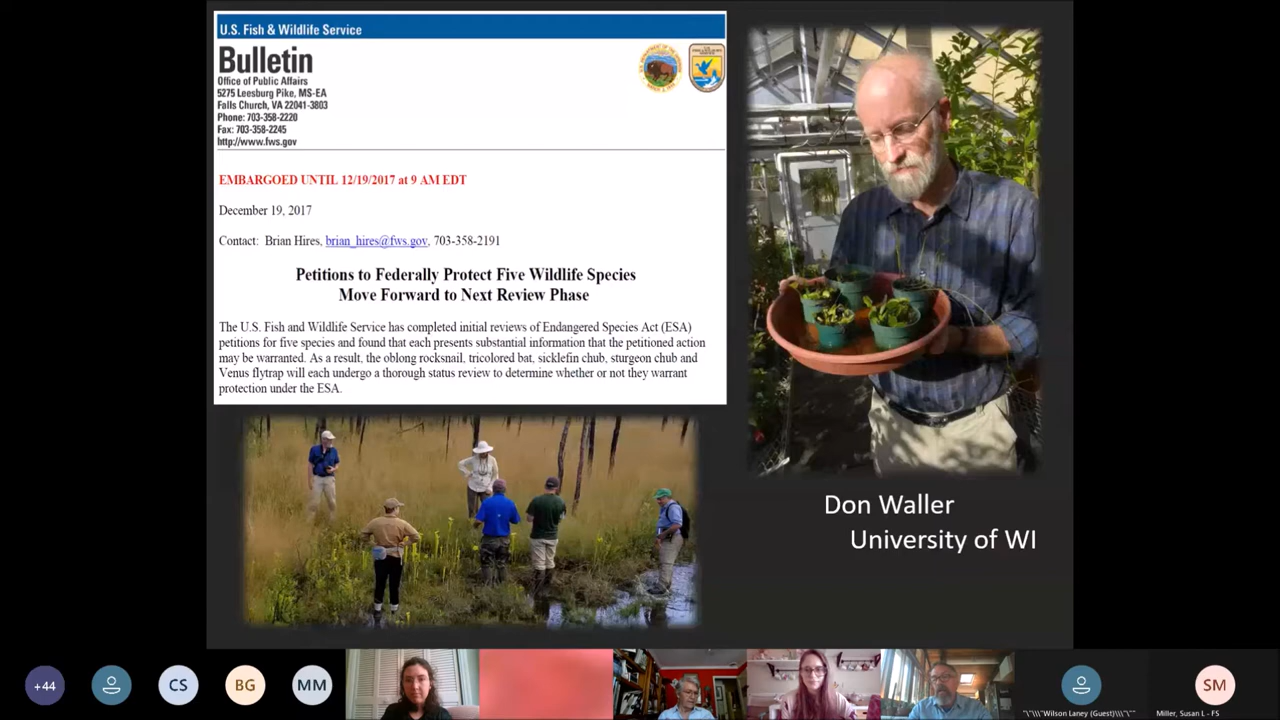 U.S. Fish & Wildlife Service
Bulletin
Office of Public Affairs
5275 Leesburg Pike, MS-EA
Falls Church, VA 22041-3803
Phone: 703-358-2220
Fax: 703-358-2245
http://www.fws.gov
EMBARGOED UNTIL 12/19/2017 at 9 AM EDT
December 19, 2017
Contact: Brian Hires, brian_hires@fws.gov, 703-358-2191
Petitions to Federally Protect Five Wildlife Species
Move Forward to Next Review Phase
The U.S. Fish and Wildlife Service has completed initial reviews of Endangered Species Act (ESA)
petitions for five species and found that each presents substantial information that the petitioned action
may be warranted. As a result, the oblong rocksnail, tricolored bat, sicklefin chub, sturgeon chub and
Venus flytrap will each undergo a thorough status review to determine whether or not they warrant
protection under the ESA.
Don Waller
University of WI
+44
CS
BG
MM
SM
"\"\\\"Wilson Laney (Guest)\\\"\""
Miller, Susan L - FS